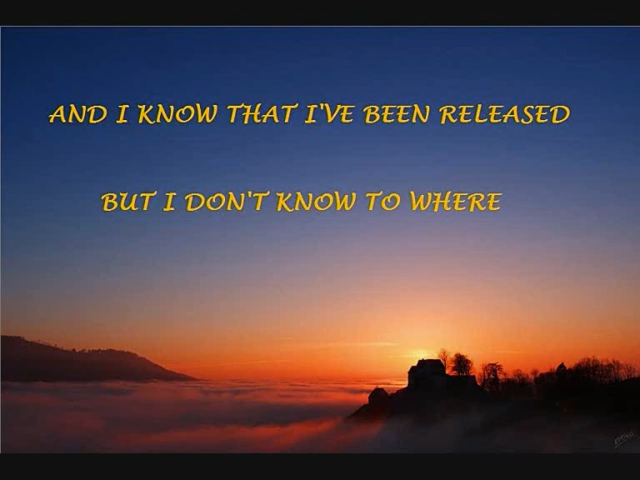 AND I KNOW THAT I'VE BEEN RELEASED
BUT I DON'T KNOW TO WHERE